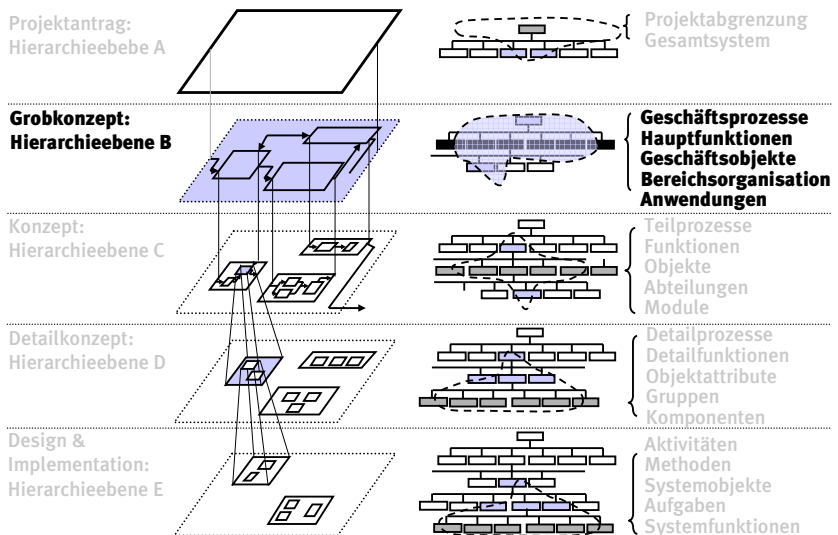 Projektantrag:
Hierarchieebebe A
Projektabgrenzung
Gesamtsystem
Grobkonzept:
Hierarchieebene B
Geschäftsprozesse
Hauptfunktionen
Geschäftsobjekte
Bereichsorganisation
Anwendungen
Konzept:
Hierarchieebene C
Teilprozesse
Funktionen
Objekte
Abteilungen
Module
Detailkonzept:
Hierarchieebene D
Detailprozesse
Detailfunktionen
Objektattribute
Gruppen
Komponenten
Design &
Implementation:
Hierarchieebene E
Aktivitäten
Methoden
Systemobjekte
Aufgaben
Systemfunktionen